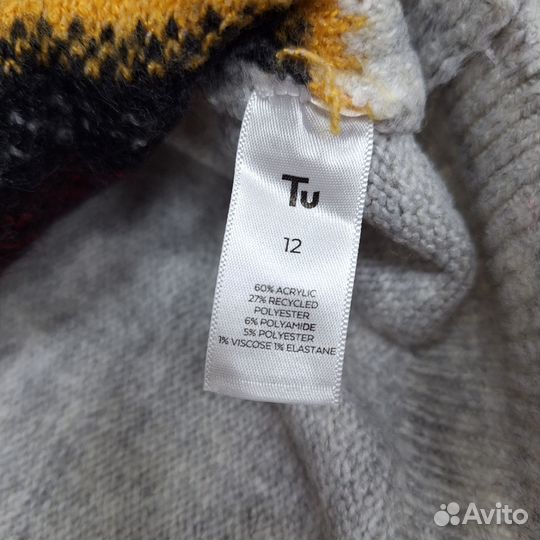 Tu
12
60% ACRYLIC
27% RECYCLED
POLYESTER
6% POLYAMIDE
5% POLYESTER
1% VISCOSE 1% ELASTANE
Avito